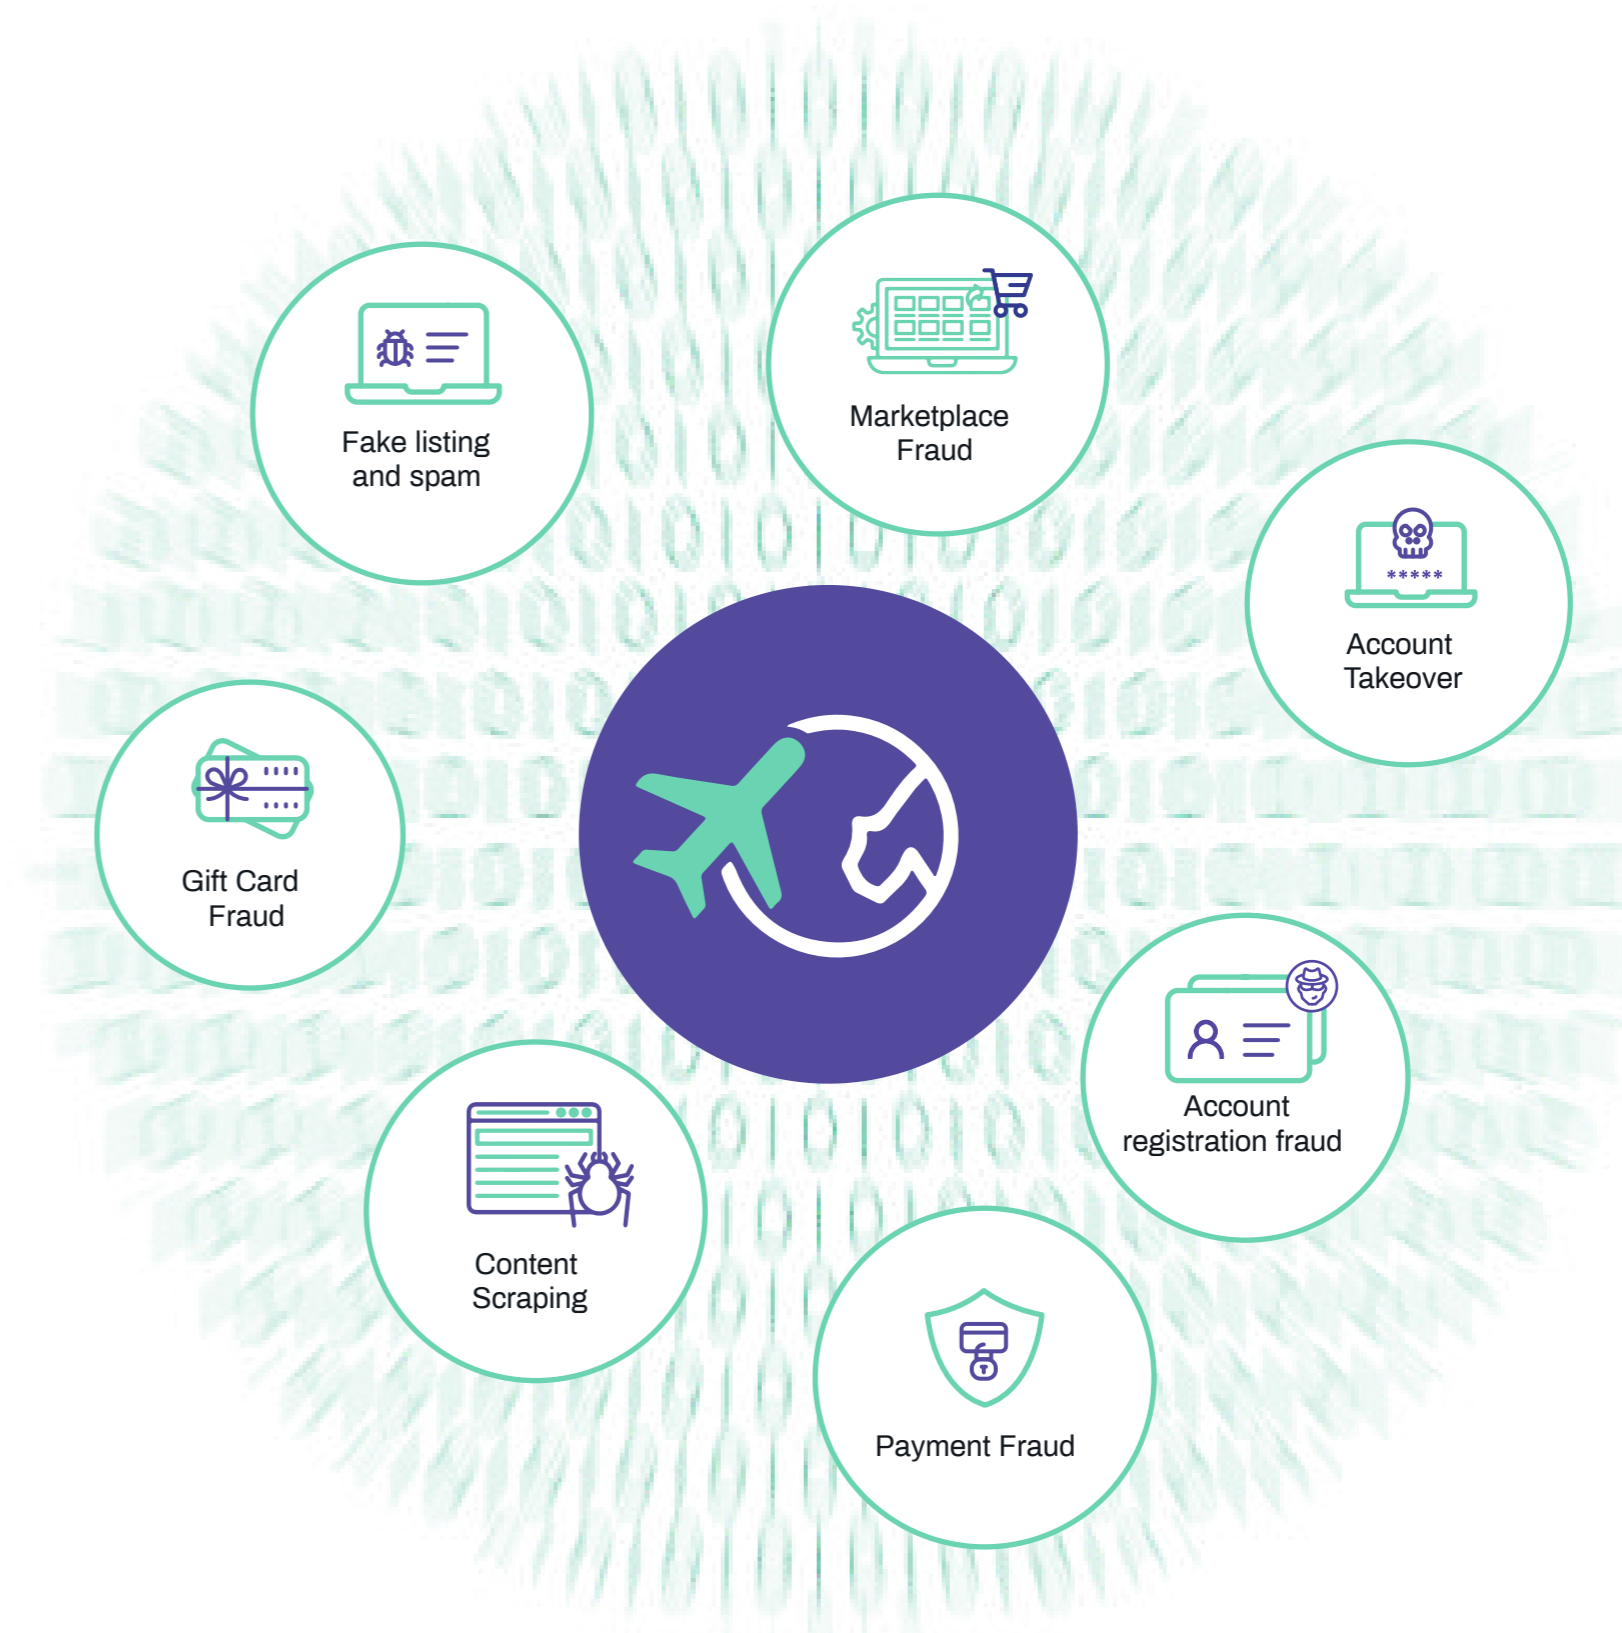 Marketplace
Fraud
Fake listing
and spam
*****
Account
Takeover
Gift Card
Fraud
Account
registration fraud
Content
Scraping
Payment Fraud